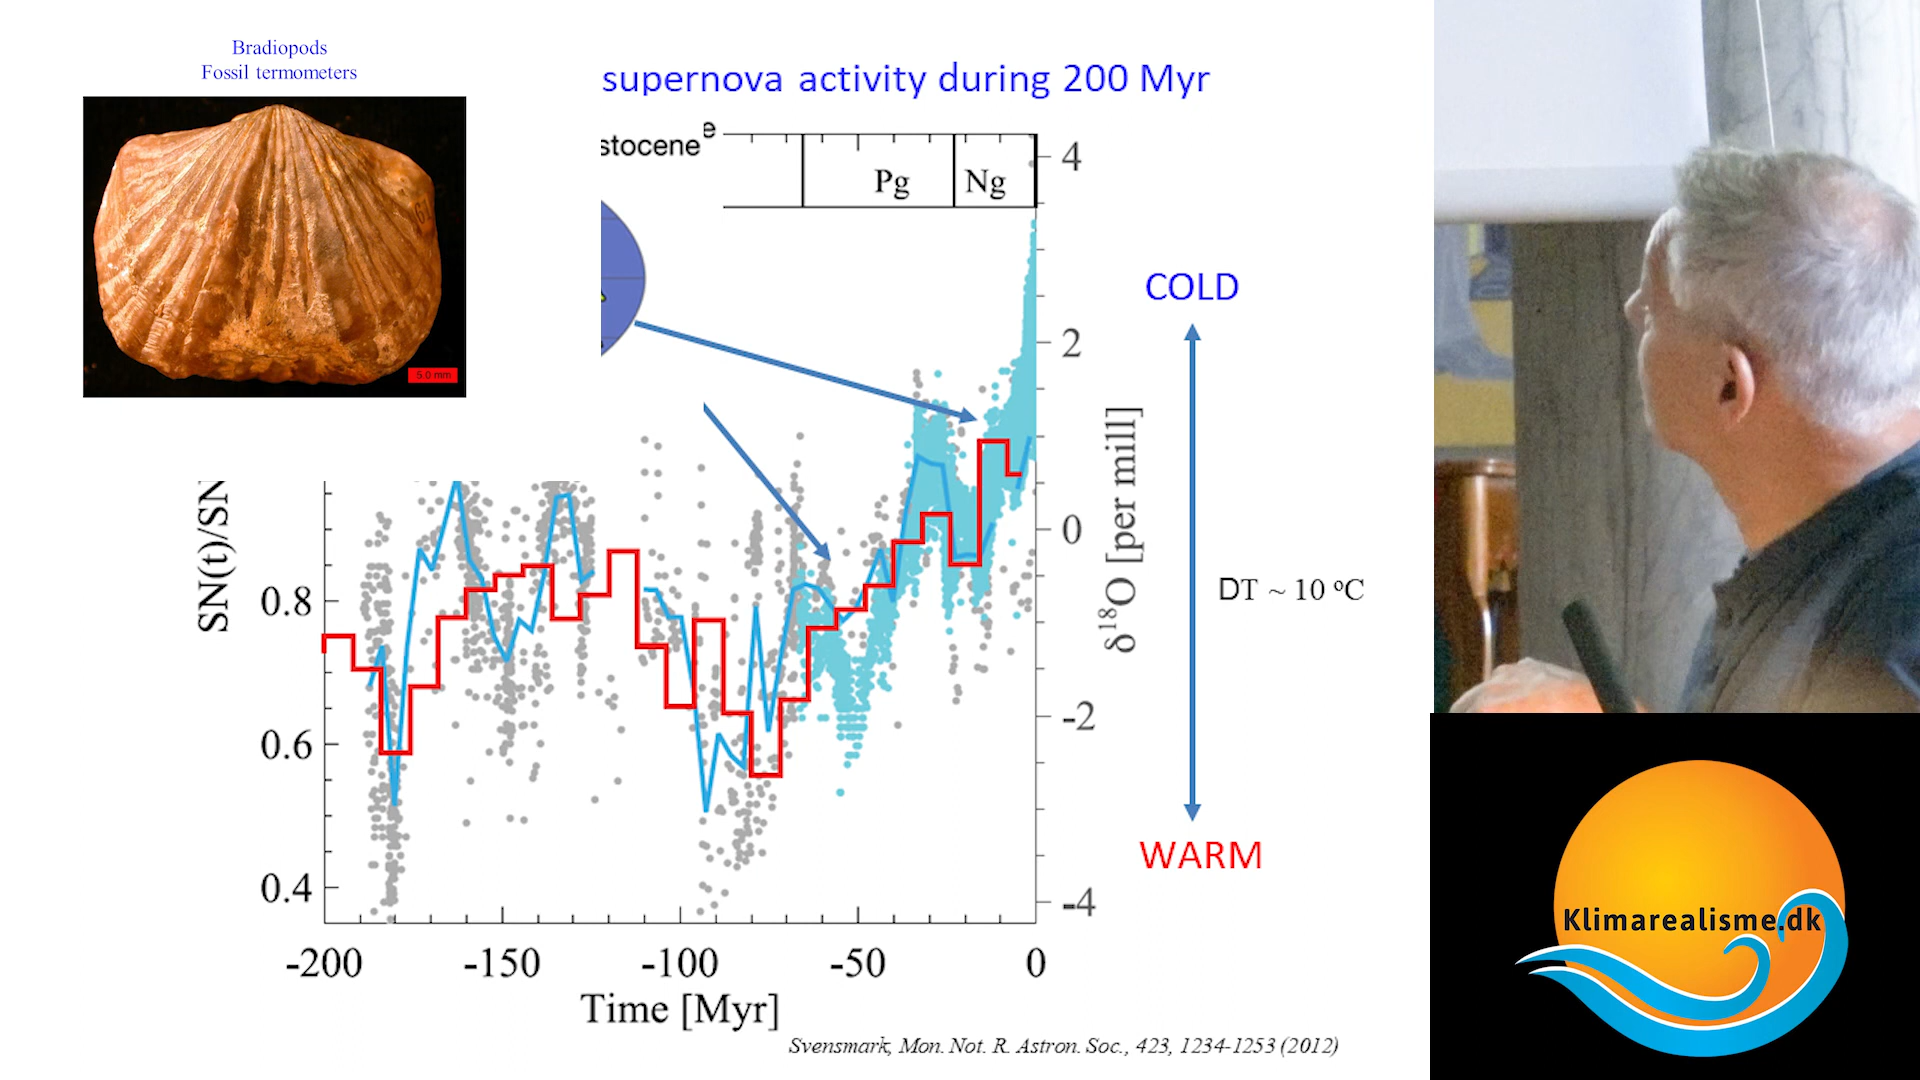 Bradiopods
Fossil termometers
5.0 mm
supernova activity during 200 Myr
stocene
e
Pg
Ng
4
2
0
-2
-4
δ18O [per mill]
COLD
DT ~ 10 ºC
WARM
SN(t)/SN
0.8
0.6
0.4
-200
-150
-100
-50
0
Time [Myr]
Svensmark, Mon. Not. R. Astron. Soc., 423, 1234-1253 (2012)
Klimarealisme.dk